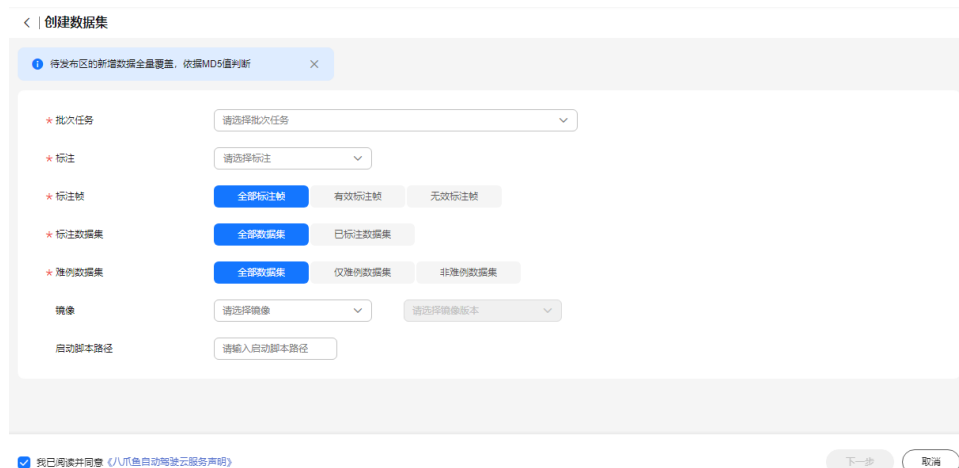 创建数据集
待发布区的新增数据全量覆盖，依据MD5值判断
* 批次任务 请选择批次任务
* 标注 请选择标注
* 标注帧 全部标注帧 有效标注帧 无效标注帧
* 标注数据集 全部数据集 已标注数据集
* 难例数据集 全部数据集 仅难例数据集 非难例数据集
镜像 请选择镜像 请选择镜像版本
启动脚本路径 请输入启动脚本路径
我已阅读并同意《八爪鱼自动驾驶云服务声明》 下一步 取消